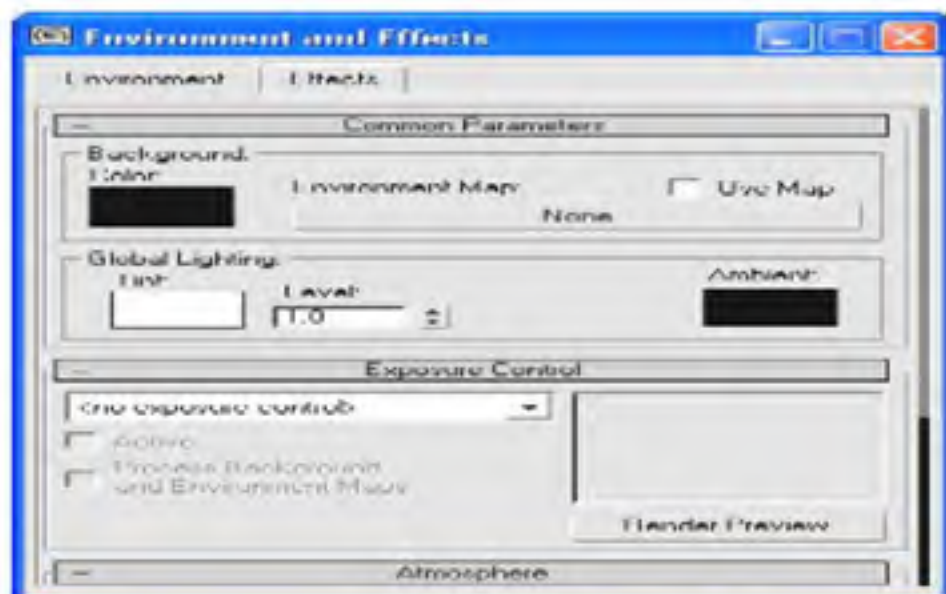 Environment and Effects
Environment Effects
Common Parameters
Background:
Color:
Environment Map: Use Map
None
Global Lighting:
Tint: Level: Ambient:
1.0
Exposure Control
<no exposure control>
Active
Process Background
and Environment Maps
Render Preview
Atmosphere